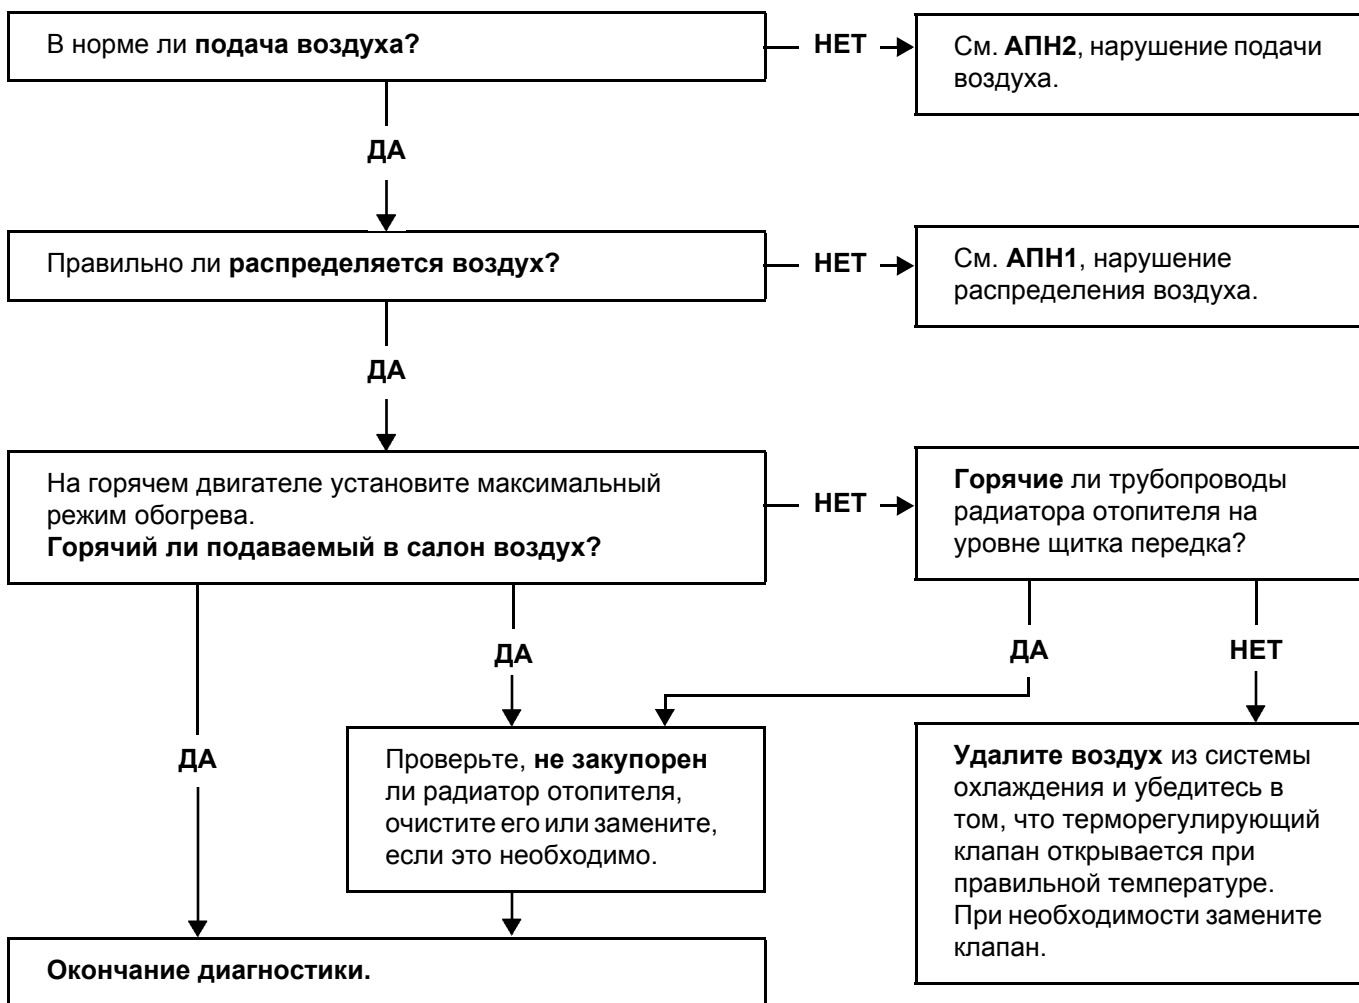 В норме ли подача воздуха?
НЕТ
См. АПН2, нарушение подачи
воздуха.
ДА
Правильно ли распределяется воздух?
НЕТ
См. АПН1, нарушение
распределения воздуха.
ДА
На горячем двигателе установите максимальный
режим обогрева.
Горячий ли подаваемый в салон воздух?
НЕТ
Горячие ли трубопроводы
радиатора отопителя на
уровне щитка передка?
ДА
ДА
НЕТ
ДА
Проверьте, не закупорен
ли радиатор отопителя,
очистите его или замените,
если это необходимо.
Удалите воздух из системы
охлаждения и убедитесь в
том, что терморегулирующий
клапан открывается при
правильной температуре.
При необходимости замените
клапан.
Окончание диагностики.